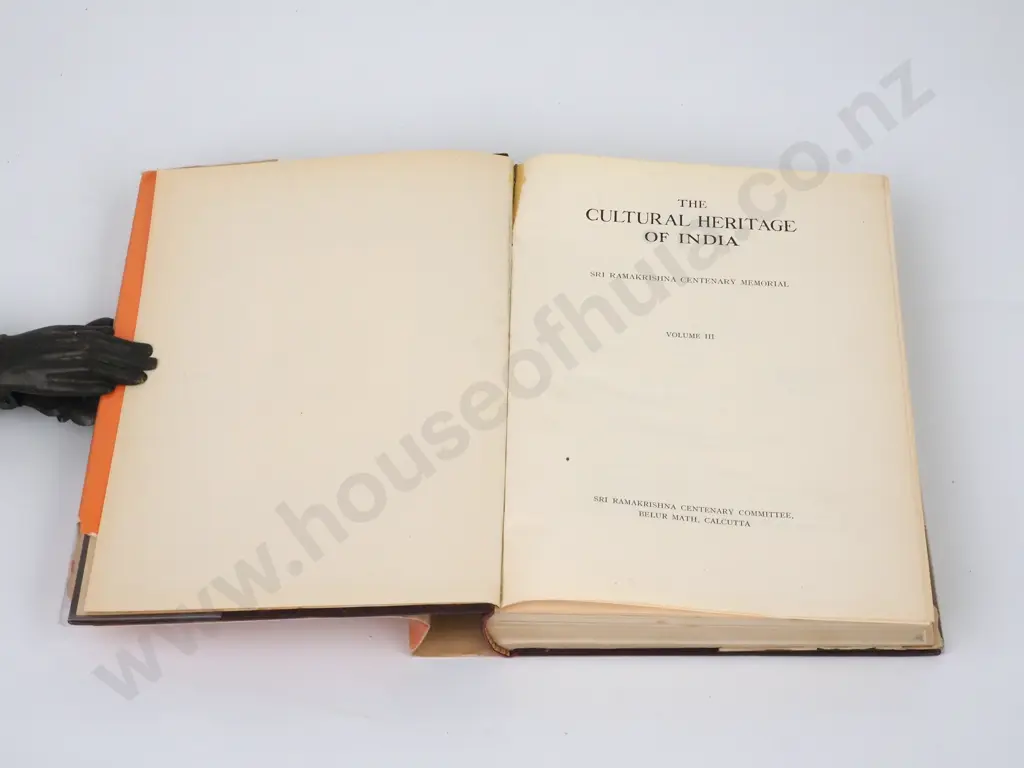 THE
CULTURAL HERITAGE
OF INDIA
SRI RAMAKRISHNA CENTENARY MEMORIAL
VOLUME III
SRI RAMAKRISHNA CENTENARY COMMITTEE,
BELUR MATH, CALCUTTA
www.houseofhuia.co.nz